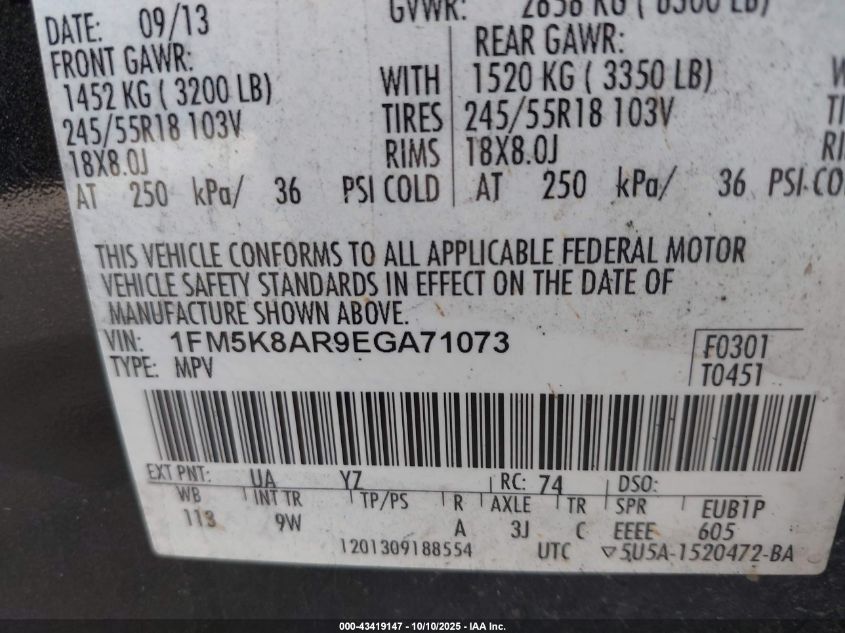 DATE: 09/13 GVWR: 2858 KG ( 6300 LB)
FRONT GAWR: REAR GAWR:
1452 KG ( 3200 LB) WITH 1520 KG ( 3350 LB)
245/55R18 103V TIRES 245/55R18 103V
18X8.0J RIMS 18X8.0J
AT 250 kPa/ 36 PSI COLD AT 250 kPa/ 36 PSI CO
THIS VEHICLE CONFORMS TO ALL APPLICABLE FEDERAL MOTOR
VEHICLE SAFETY STANDARDS IN EFFECT ON THE DATE OF
MANUFACTURE SHOWN ABOVE.
VIN: 1FM5K8AR9EGA71073 F0301
TYPE: MPV T0451
EXT PNT: UA YZ RC: 74 DSO:
WB INT TR TP/PS R AXLE TR SPR EUB1P
113 9W A 3J C EEEE 605
1201309188554 UTC ▽5U5A-1520472-BA
000-43419147 - 10/10/2025 - IAA Inc.